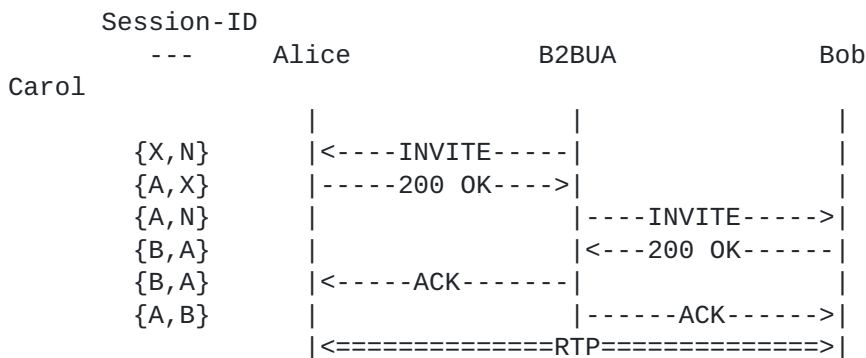 Session-ID
         ---     Alice            B2BUA             Bob
Carol
                   |                |                |
        {X,N}      |<----INVITE-----|                |
        {A,X}      |-----200 OK---->|                |
        {A,N}      |                |----INVITE----->|
        {B,A}      |                |<---200 OK------|
        {B,A}      |<-----ACK-------|                |
        {A,B}      |                |------ACK------>|
                   |<==============RTP==============>|